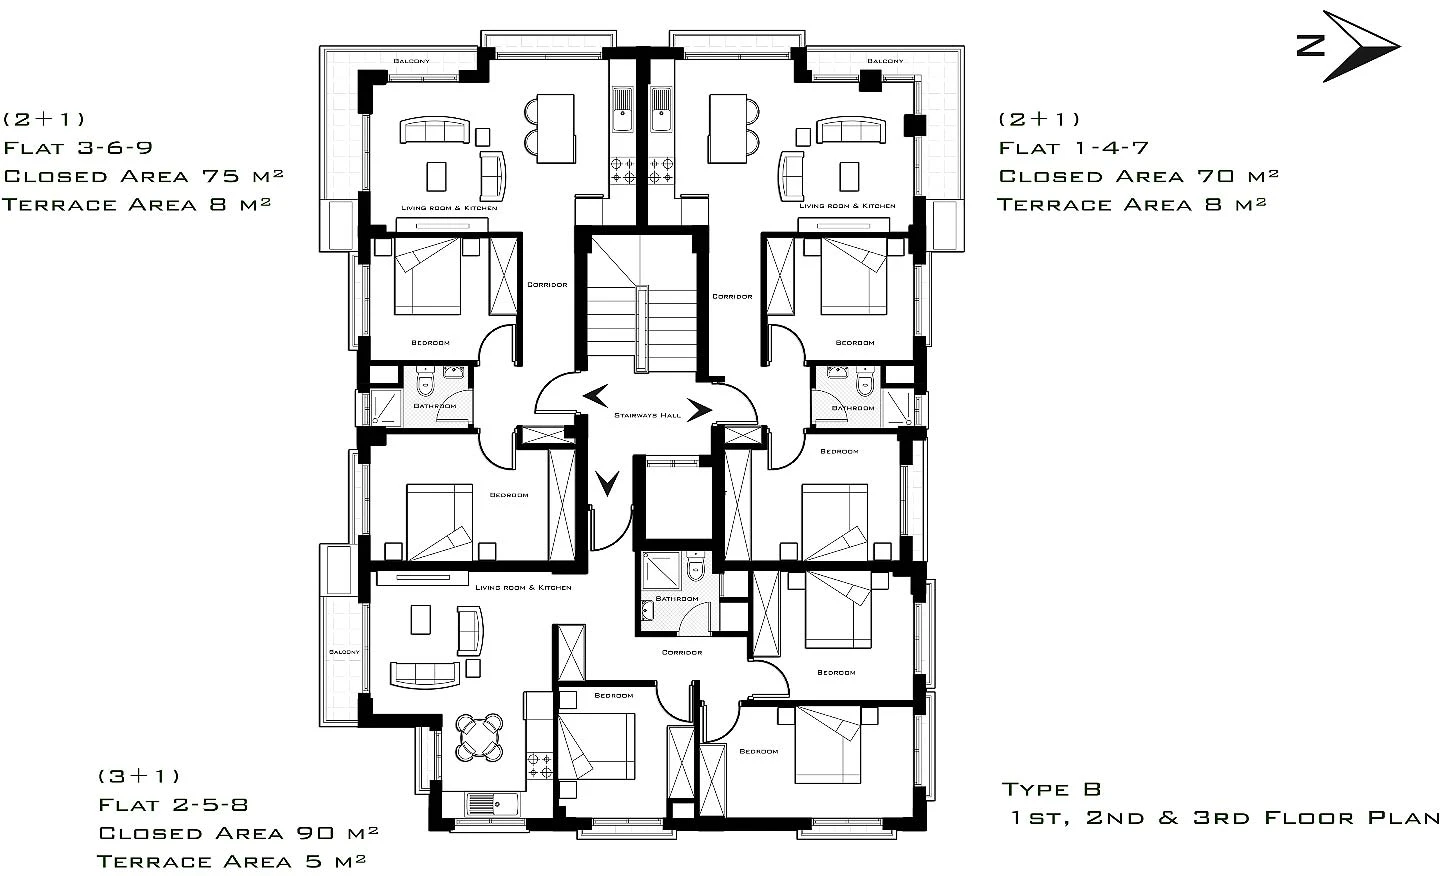 N
Balcony
Balcony
(2+1)
Flat 3-6-9
Closed Area 75 m²
Terrace Area 8 m²
(2+1)
Flat 1-4-7
Closed Area 70 m²
Terrace Area 8 m²
Living room & Kitchen
Living room & Kitchen
Corridor
Corridor
Bedroom
Bedroom
Bathroom
Stairways Hall
Bathroom
Bedroom
Bedroom
Living room & Kitchen
Bathroom
Balcony
Corridor
Bedroom
Bedroom
Bedroom
(3+1)
Flat 2-5-8
Closed Area 90 m²
Terrace Area 5 m²
Type B
1st, 2nd & 3rd Floor Plan